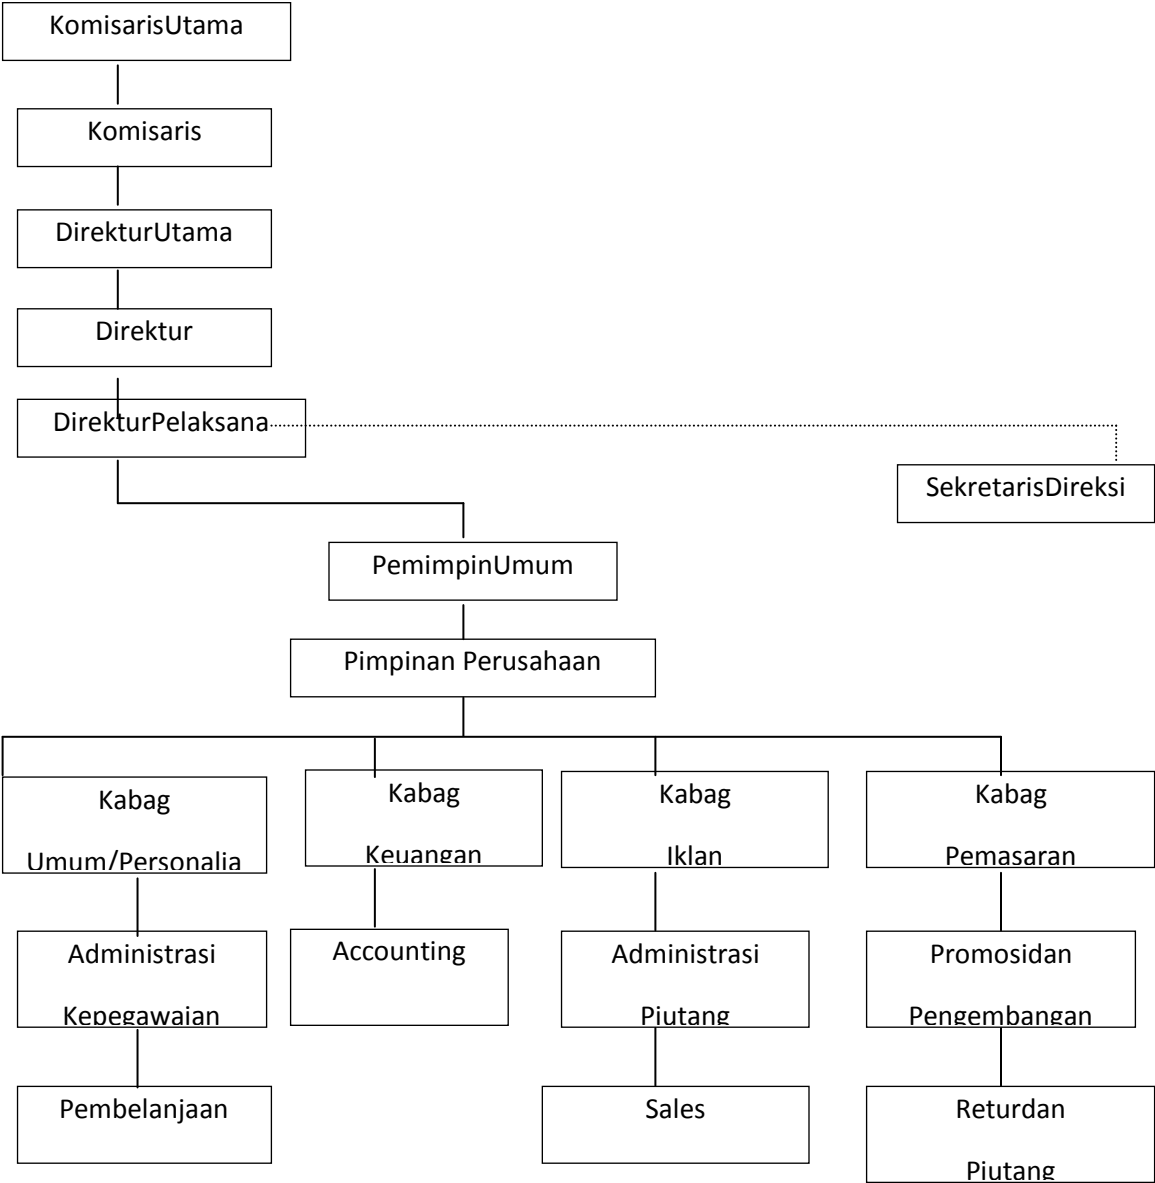 KomisarisUtama
Komisaris
DirekturUtama
Direktur
DirekturPelaksana
SekretarisDireksi
PemimpinUmum
Pimpinan Perusahaan
Kabag
Umum/Personalia
Kabag
Keuangan
Kabag
Iklan
Kabag
Pemasaran
Administrasi
Kepegawaian
Accounting
Administrasi
Piutang
Promosidan
Pengembangan
Pembelanjaan
Sales
Returdan
Piutang